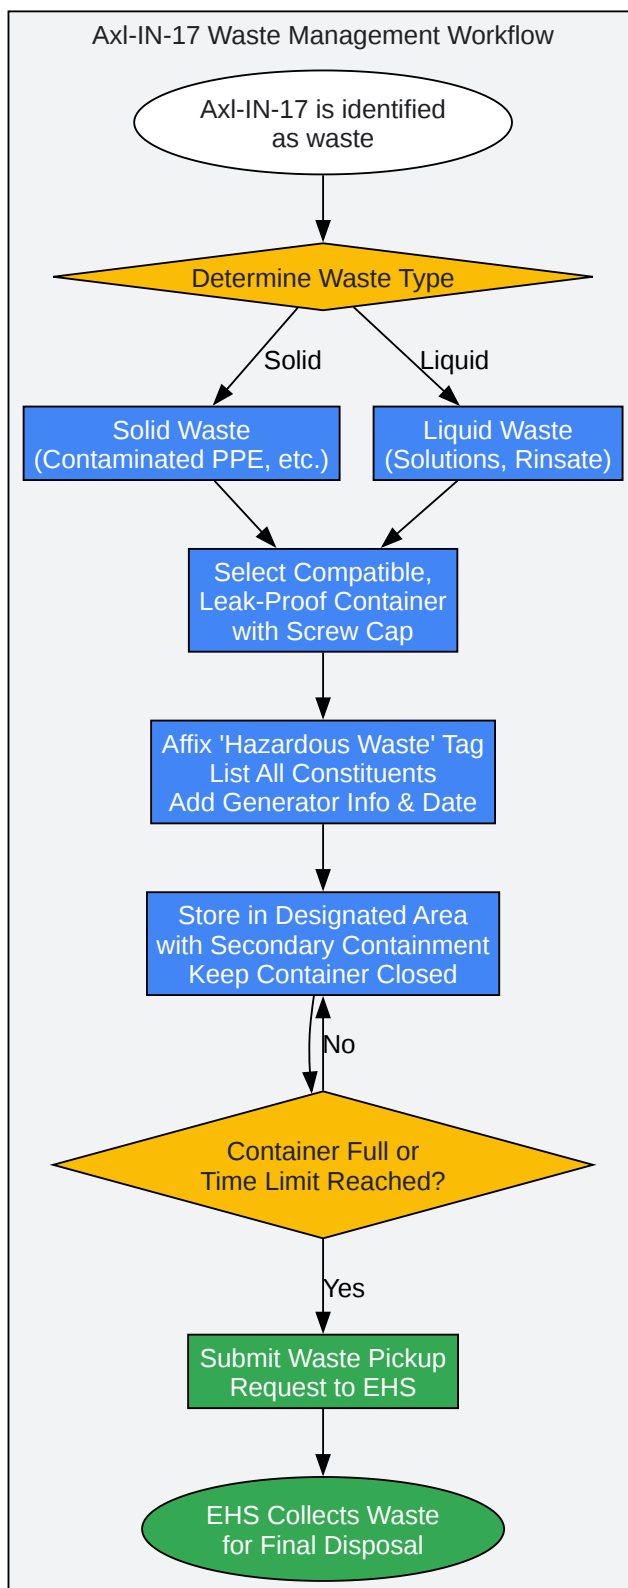 Axl-IN-17 Waste Management Workflow
Axl-IN-17 is identified
as waste
Determine Waste Type
Solid
Liquid
Solid Waste
(Contaminated PPE, etc.)
Liquid Waste
(Solutions, Rinsate)
Select Compatible,
Leak-Proof Container
with Screw Cap
Affix 'Hazardous Waste' Tag
List All Constituents
Add Generator Info & Date
Store in Designated Area
with Secondary Containment
Keep Container Closed
No
Container Full or
Time Limit Reached?
Yes
Submit Waste Pickup
Request to EHS
EHS Collects Waste
for Final Disposal